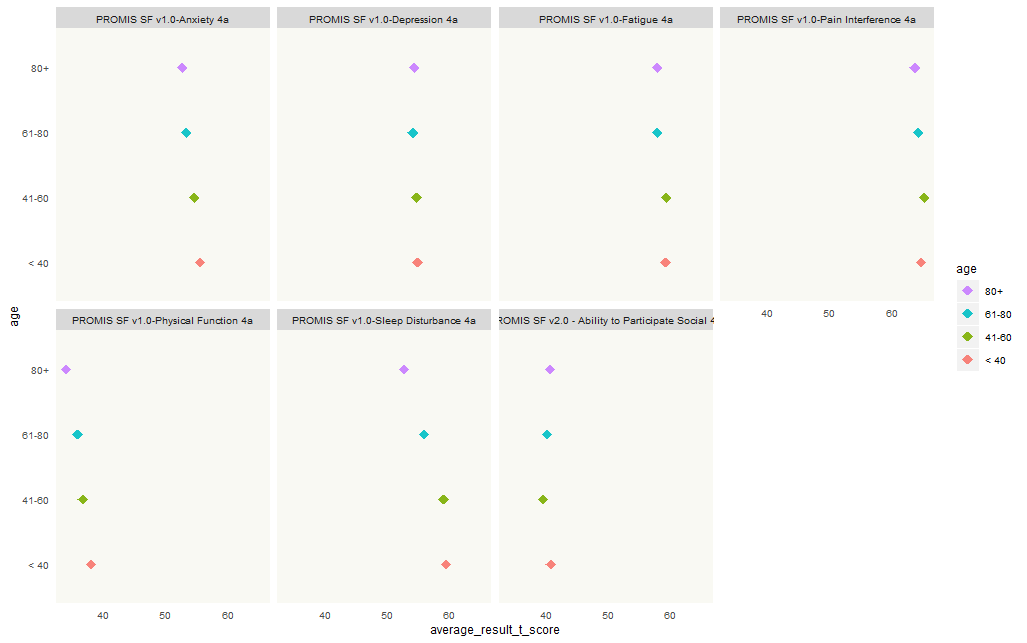 PROMIS SF v1.0-Anxiety 4a
PROMIS SF v1.0-Depression 4a
PROMIS SF v1.0-Fatigue 4a
PROMIS SF v1.0-Pain Interference 4a
80+
61-80
41-60
< 40
40 50 60
PROMIS SF v1.0-Physical Function 4a
PROMIS SF v1.0-Sleep Disturbance 4a
ROMIS SF v2.0 - Ability to Participate Social 4
80+
61-80
41-60
< 40
40 50 60
40 50 60
40 50 60
average_result_t_score
age
age
80+
61-80
41-60
< 40